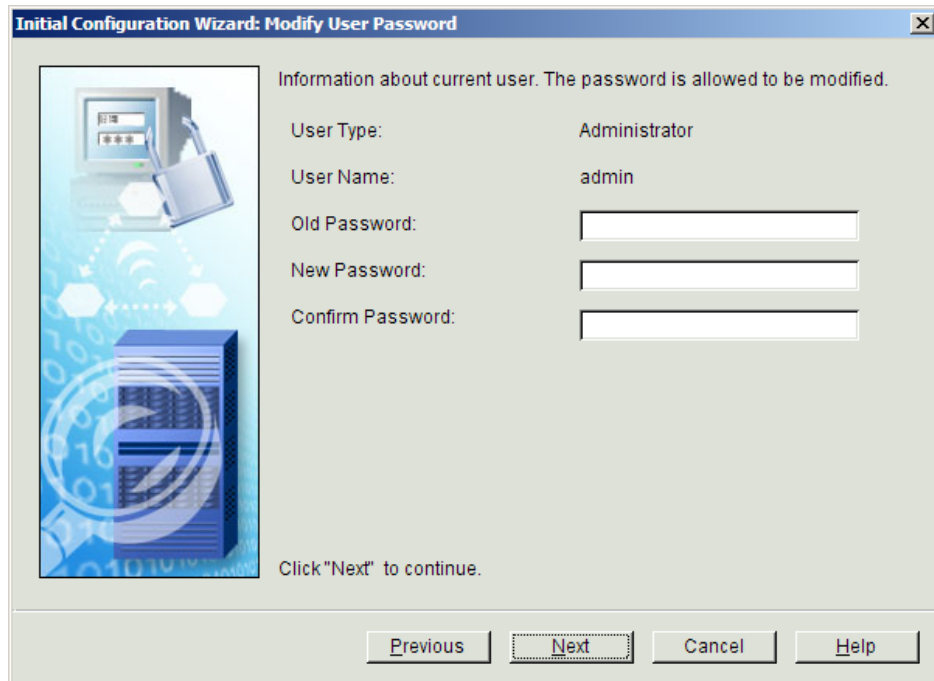 Initial Configuration Wizard: Modify User Password
Information about current user. The password is allowed to be modified.
User Type: Administrator
User Name: admin
Old Password:
New Password:
Confirm Password:
***
Click "Next" to continue.
Previous Next Cancel Help